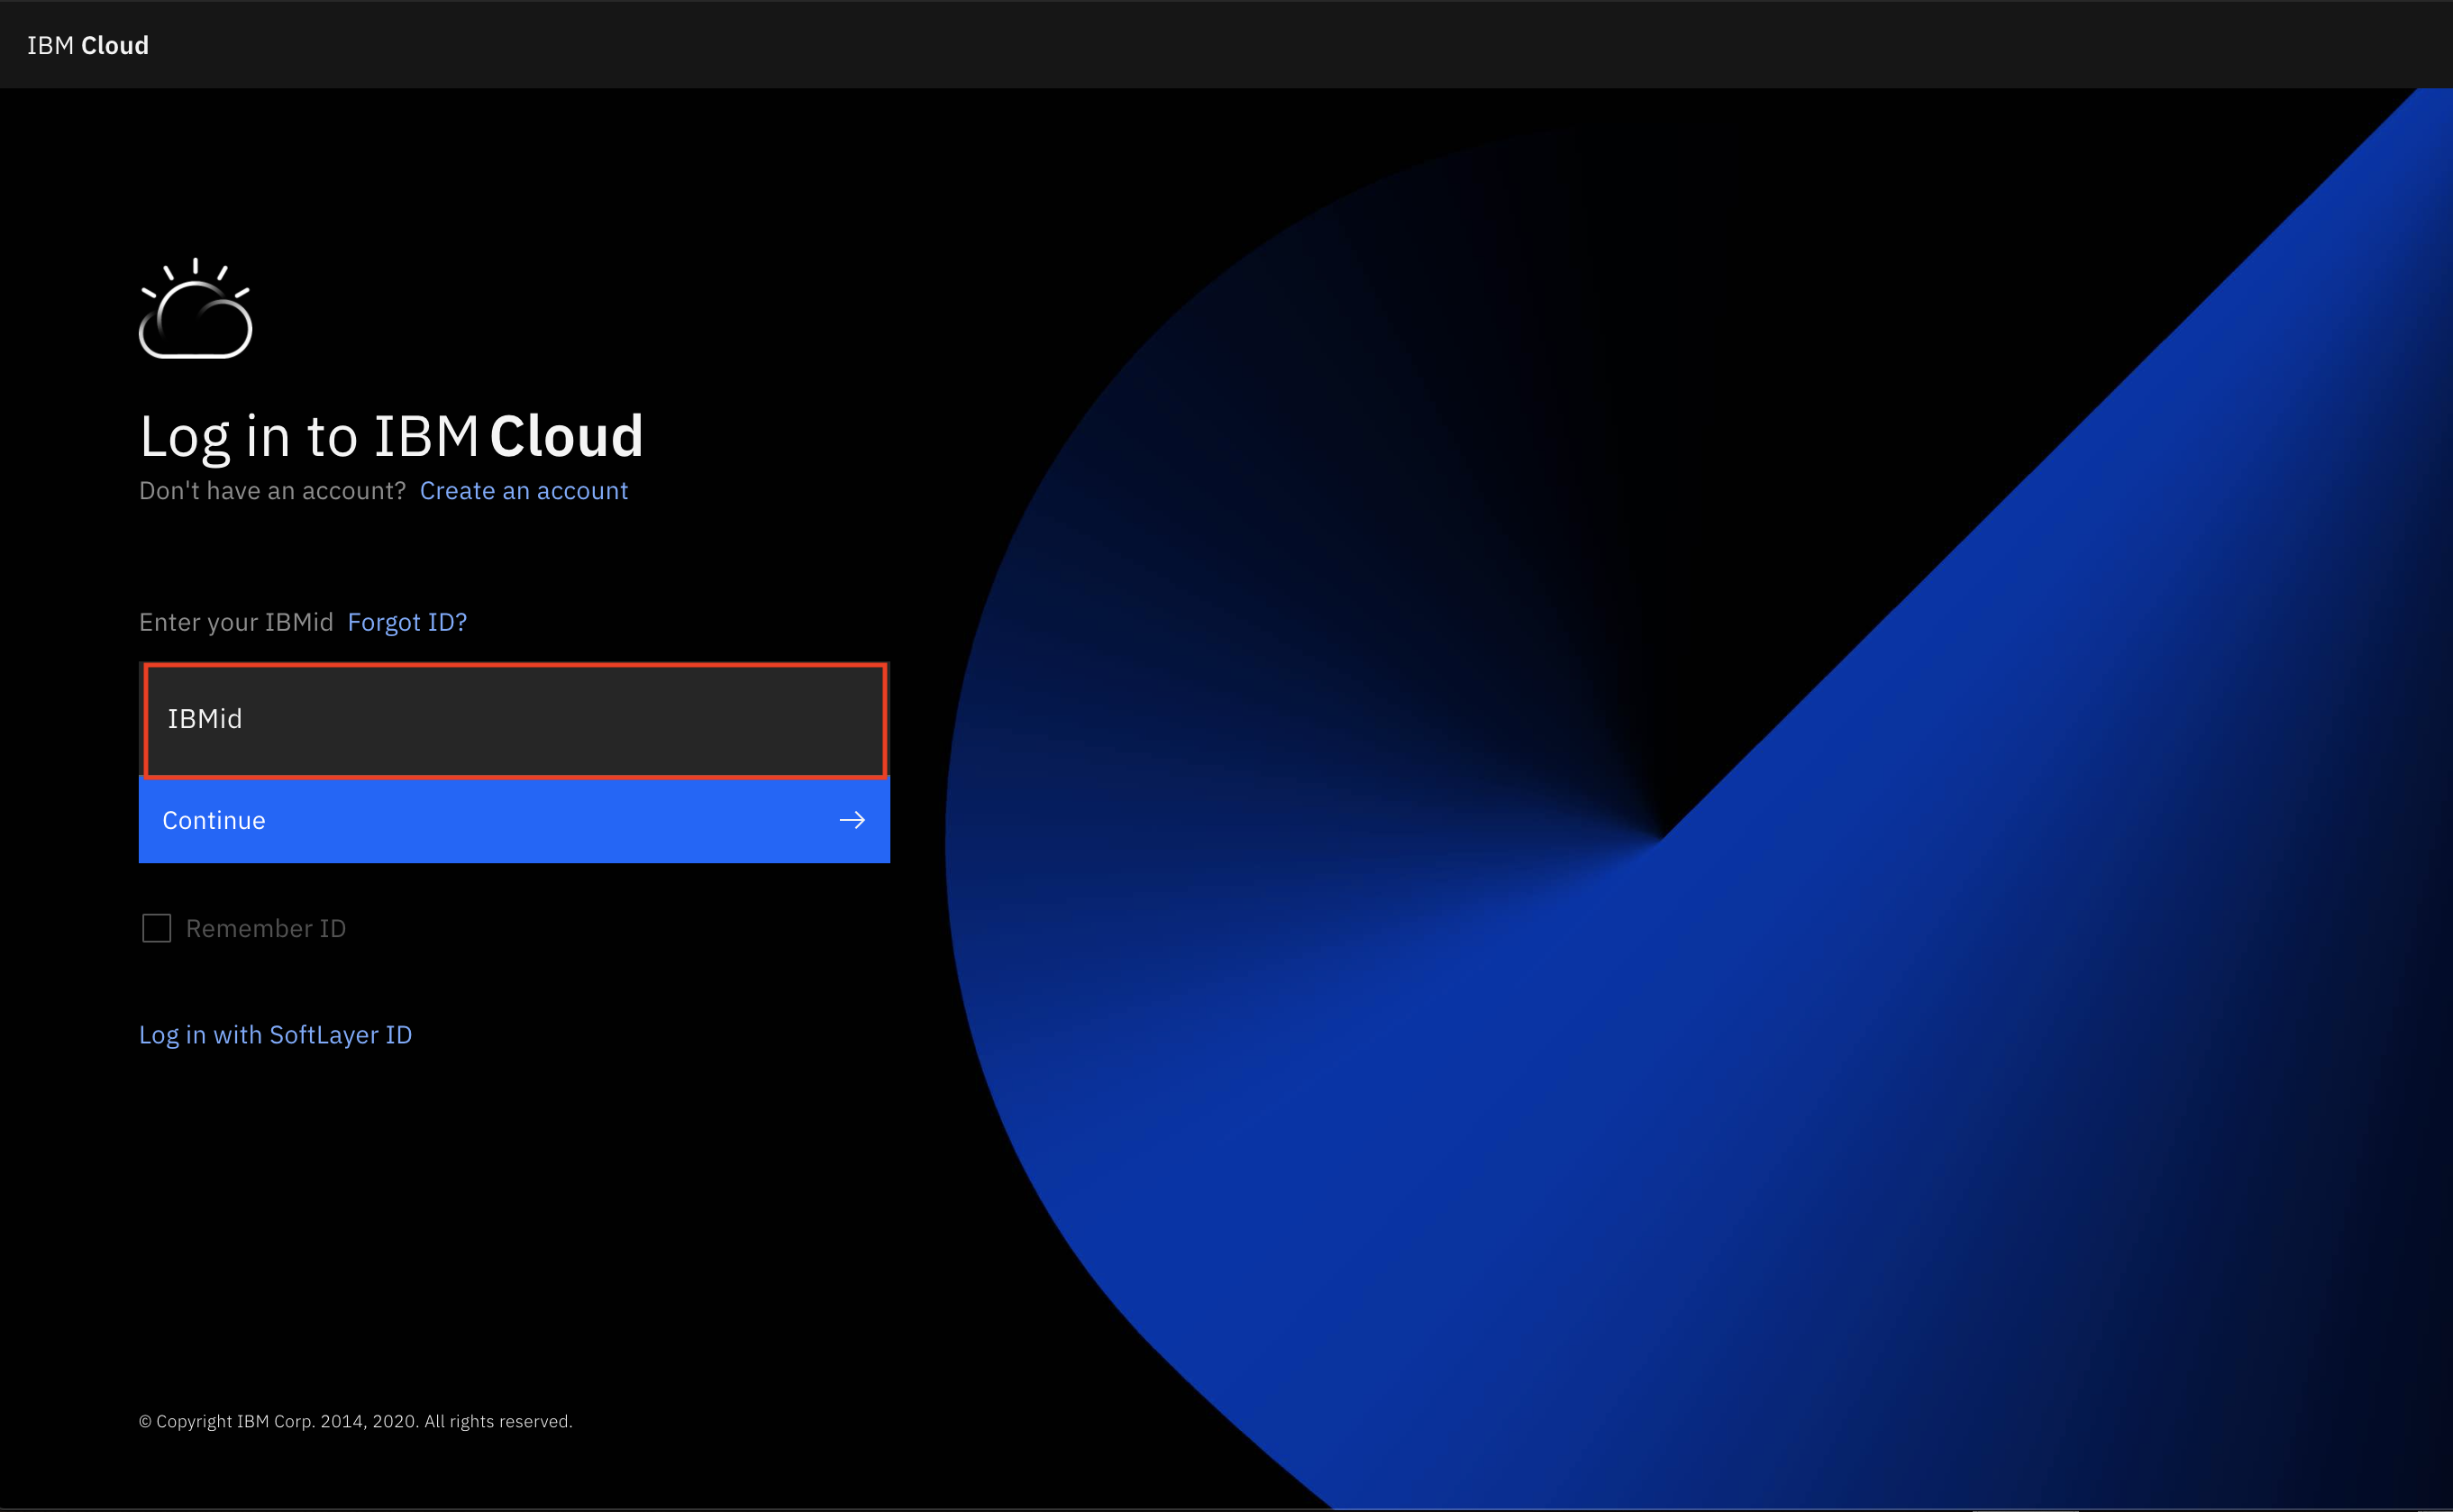 IBM Cloud
Log in to IBM Cloud
Don't have an account? Create an account
Enter your IBMid Forgot ID?
IBMid
Continue
Remember ID
Log in with SoftLayer ID
© Copyright IBM Corp. 2014, 2020. All rights reserved.